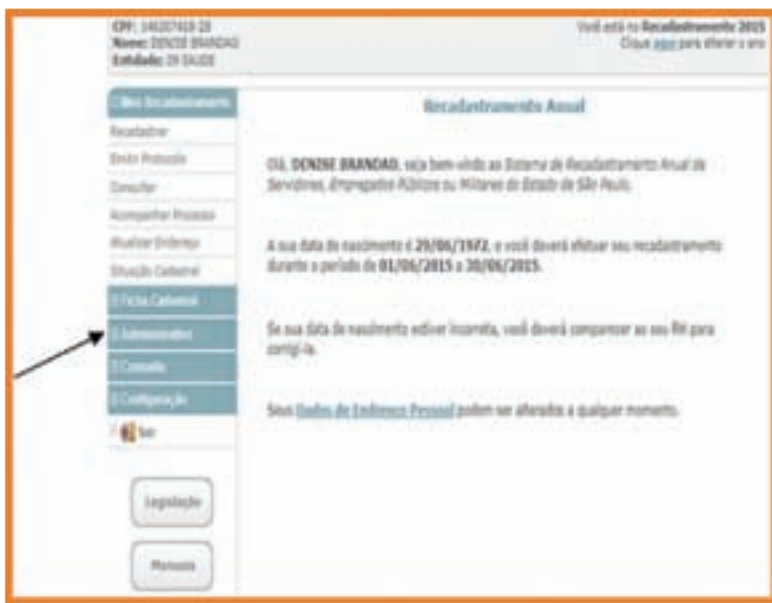 CPF:
Nome: DENISE BRANDAO
Entidade: 29 SAUDE
Você está no Recadastramento 2015
Clique aqui para alterar o ano
Meu Recadastramento
Recadastrar
Emitir Protocolo
Consultar
Acompanhar Processo
Atualizar Endereço
Situação Cadastral
Ficha Cadastral
Administrativo
Consulta
Configuração
Sair
Legislação
Manuais
Recadastramento Anual
Olá, DENISE BRANDAO, seja bem-vindo ao Sistema de Recadastramento Anual de
Servidores, Empregados Públicos ou Militares do Estado de São Paulo.
A sua data de nascimento é 29/06/1972, e você deverá efetuar seu recadastramento
durante o período de 01/06/2015 a 30/06/2015.
Se sua data de nascimento estiver incorreta, você deverá comparecer ao seu RH para
corrigi-la.
Seus Dados de Endereço Pessoal podem ser alterados a qualquer momento.